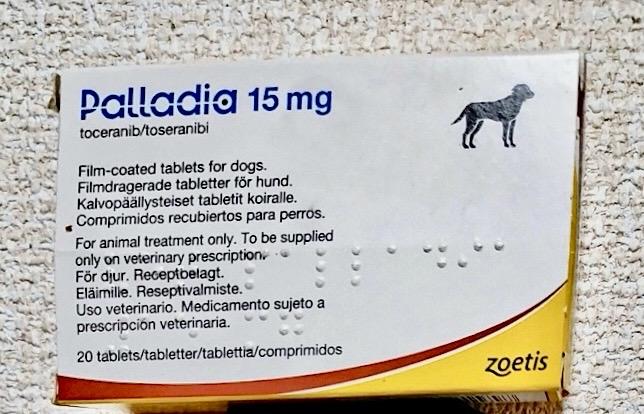 Palladia 15 mg
toceranib/toseranibi
Film-coated tablets for dogs.
Filmdragerade tabletter för hund.
Kalvopäällysteiset tabletit koiralle.
Comprimidos recubiertos para perros.
For animal treatment only. To be supplied
only on veterinary prescription.
För djur. Receptbelagt.
Eläimille. Reseptivalmiste.
Uso veterinario. Medicamento sujeto a
prescripción veterinaria.
20 tablets/tabletter/tablettia/comprimidos
zoetis